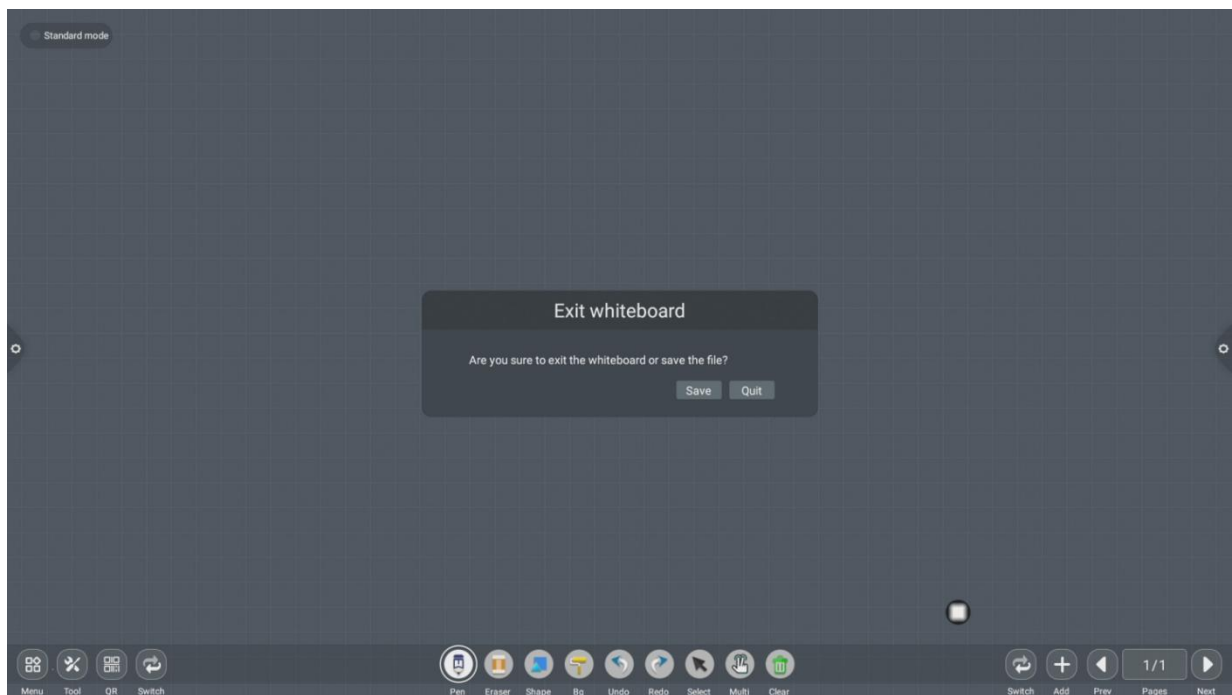 Standard mode
Exit whiteboard
Are you sure to exit the whiteboard or save the file?
Save Quit
1/1
Menu Tool QR Switch Pen Eraser Shape Bg Undo Redo Select Multi Clear Switch Add Prev Pages Next